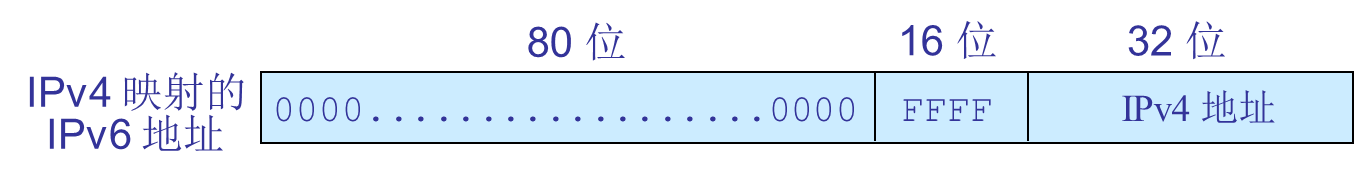 80 位 16 位 32 位
IPv4 映射的
IPv6 地址
0000..................0000 FFFF IPv4 地址